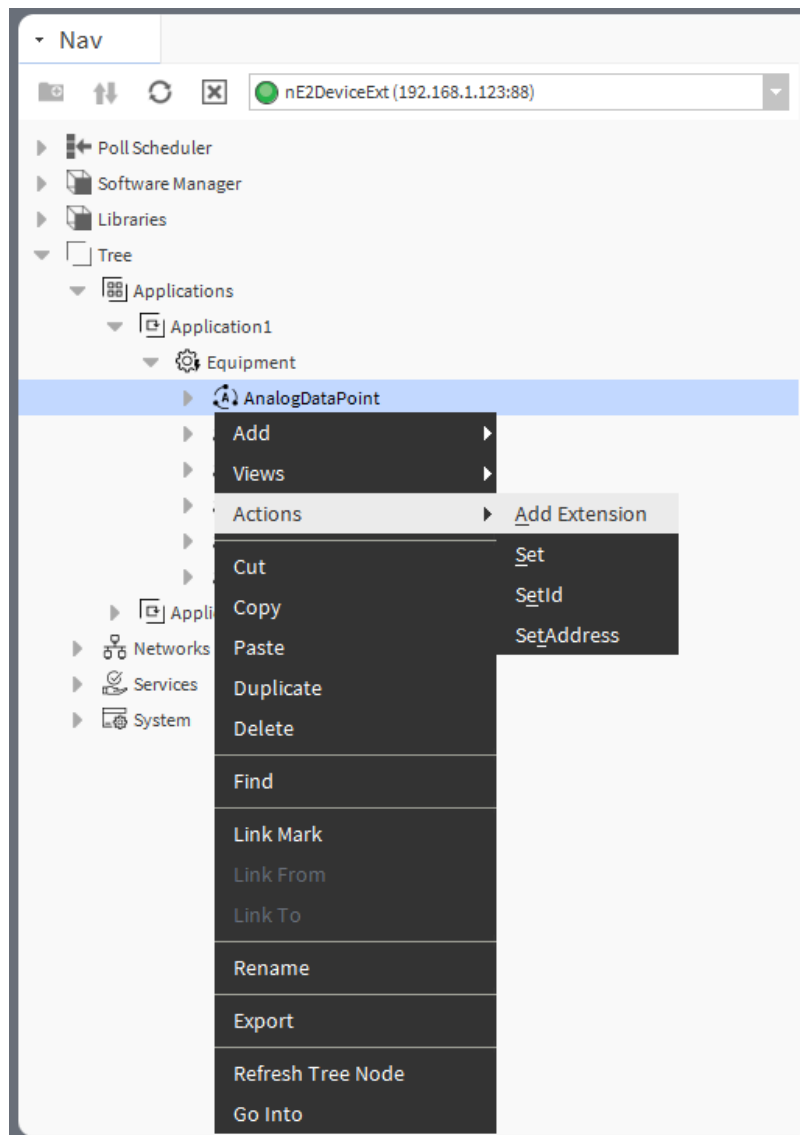 Nav
nE2DeviceExt (192.168.1.123:88)
Poll Scheduler
Software Manager
Libraries
Tree
Applications
Application1
Equipment
AnalogDataPoint
Add
Views
Actions
Add Extension
Set
SetId
SetAddress
Cut
Copy
Appli
Paste
Networks
Duplicate
Services
Delete
System
Find
Link Mark
Link From
Link To
Rename
Export
Refresh Tree Node
Go Into